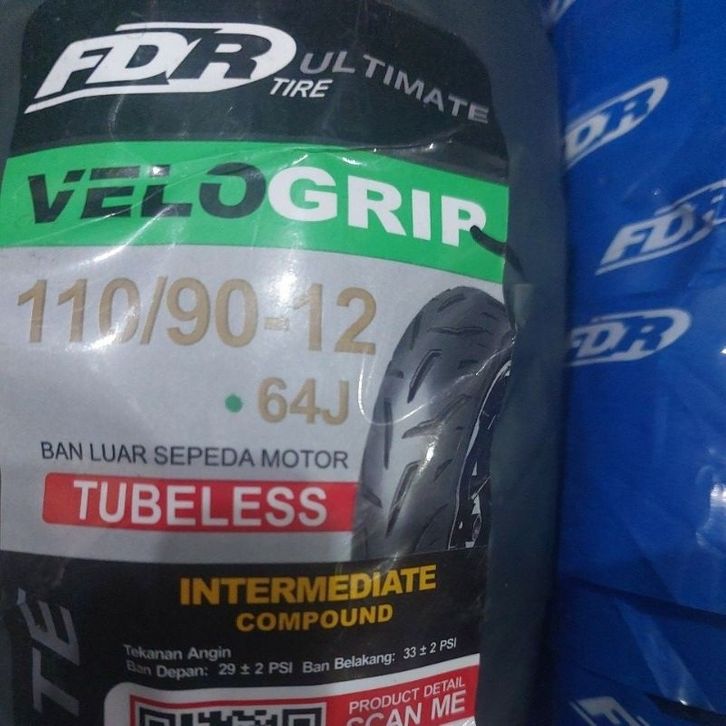 FDR ULTIMATE
TIRE
VELOGRIP
110/90-12
• 64J
BAN LUAR SEPEDA MOTOR
TUBELESS
INTERMEDIATE
COMPOUND
Tekanan Angin
Ban Depan: 29 ± 2 PSI Ban Belakang: 33 ± 2 PSI
PRODUCT DETAIL
SCAN ME
TÉ
FDR
FDR
FDR